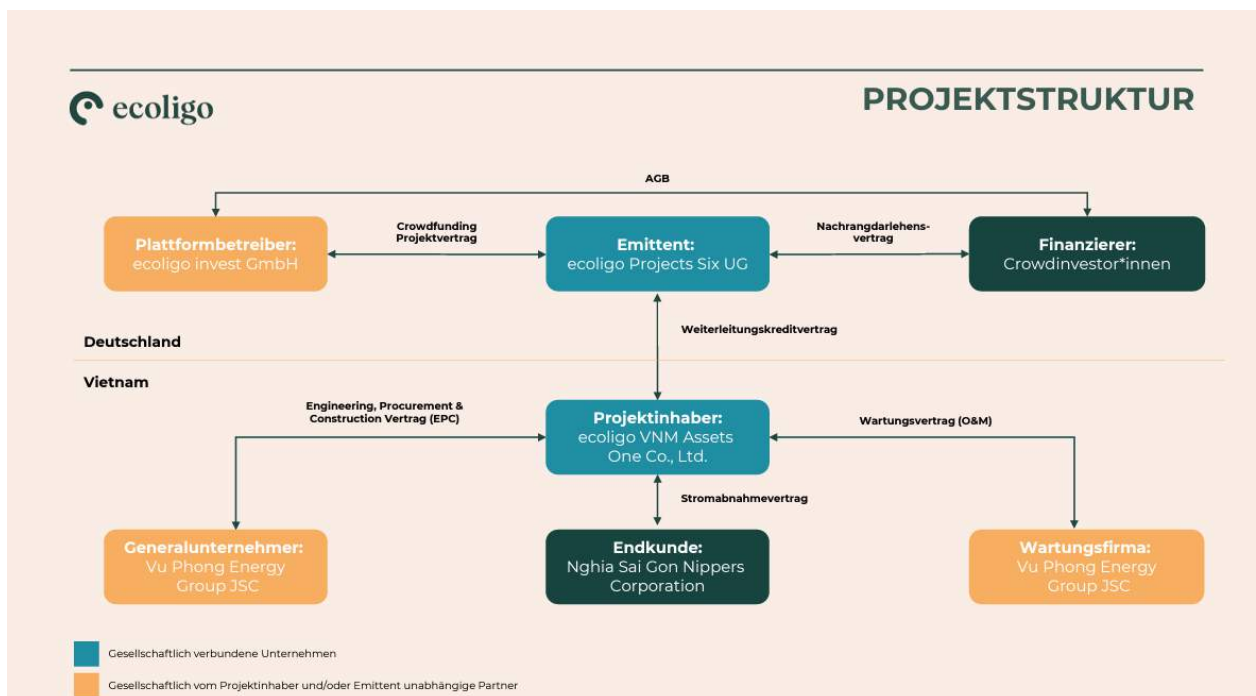 ecoligo
PROJEKTSTRUKTUR
AGB
Plattformbetreiber:
ecoligo invest GmbH
Crowdfunding
Projektvertrag
Emittent:
ecoligo Projects Six UG
Nachrangdarlehens-
vertrag
Finanzierer:
Crowdinvestor*innen
Weiterleitungskreditvertrag
Deutschland
Vietnam
Engineering, Procurement &
Construction Vertrag (EPC)
Projektinhaber:
ecoligo VNM Assets
One Co., Ltd.
Wartungsvertrag (O&M)
Stromabnahmevertrag
Generalunternehmer:
Vu Phong Energy
Group JSC
Endkunde:
Nghia Sai Gon Nippers
Corporation
Wartungsfirma:
Vu Phong Energy
Group JSC
Gesellschaftlich verbundene Unternehmen
Gesellschaftlich vom Projektinhaber und/oder Emittent unabhängige Partner